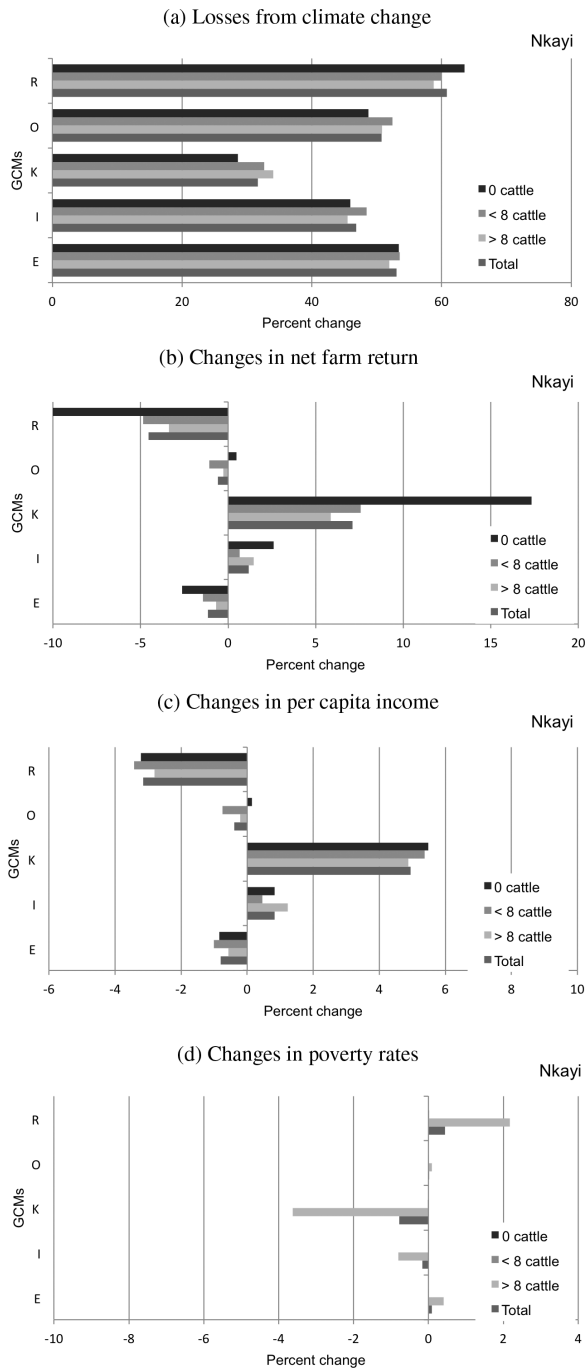 (a) Losses from climate change
Nkayi
R
O
K
I
E
GCMs
0 cattle
< 8 cattle
> 8 cattle
Total
0 20 40 60 80
Percent change
(b) Changes in net farm return
Nkayi
R
O
K
I
E
GCMs
0 cattle
< 8 cattle
> 8 cattle
Total
-10 -5 0 5 10 15 20
Percent change
(c) Changes in per capita income
Nkayi
R
O
K
I
E
GCMs
0 cattle
< 8 cattle
> 8 cattle
Total
-6 -4 -2 0 2 4 6 8 10
Percent change
(d) Changes in poverty rates
Nkayi
R
O
K
I
E
GCMs
0 cattle
< 8 cattle
> 8 cattle
Total
-10 -8 -6 -4 -2 0 2 4
Percent change